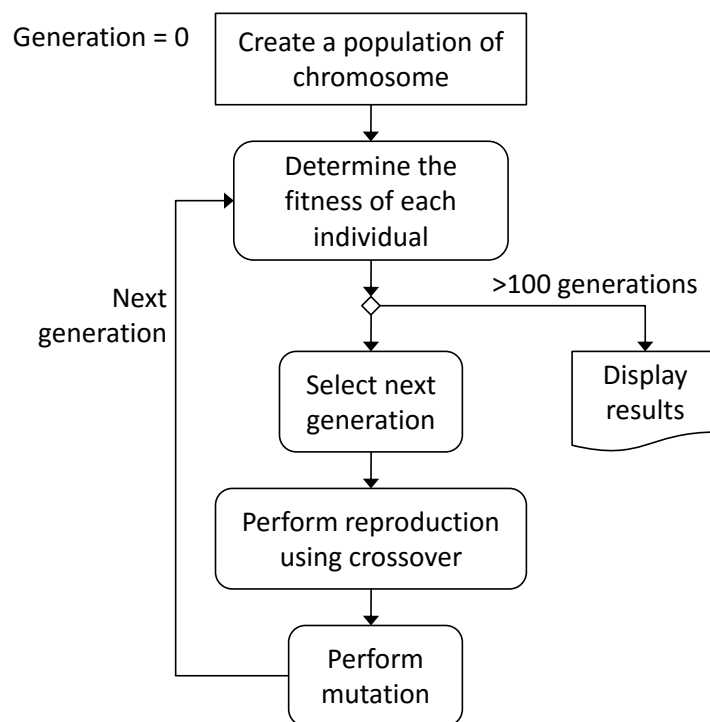 Generation = 0
Create a population of
chromosome
Determine the
fitness of each
individual
>100 generations
Next
generation
Select next
generation
Display
results
Perform reproduction
using crossover
Perform
mutation